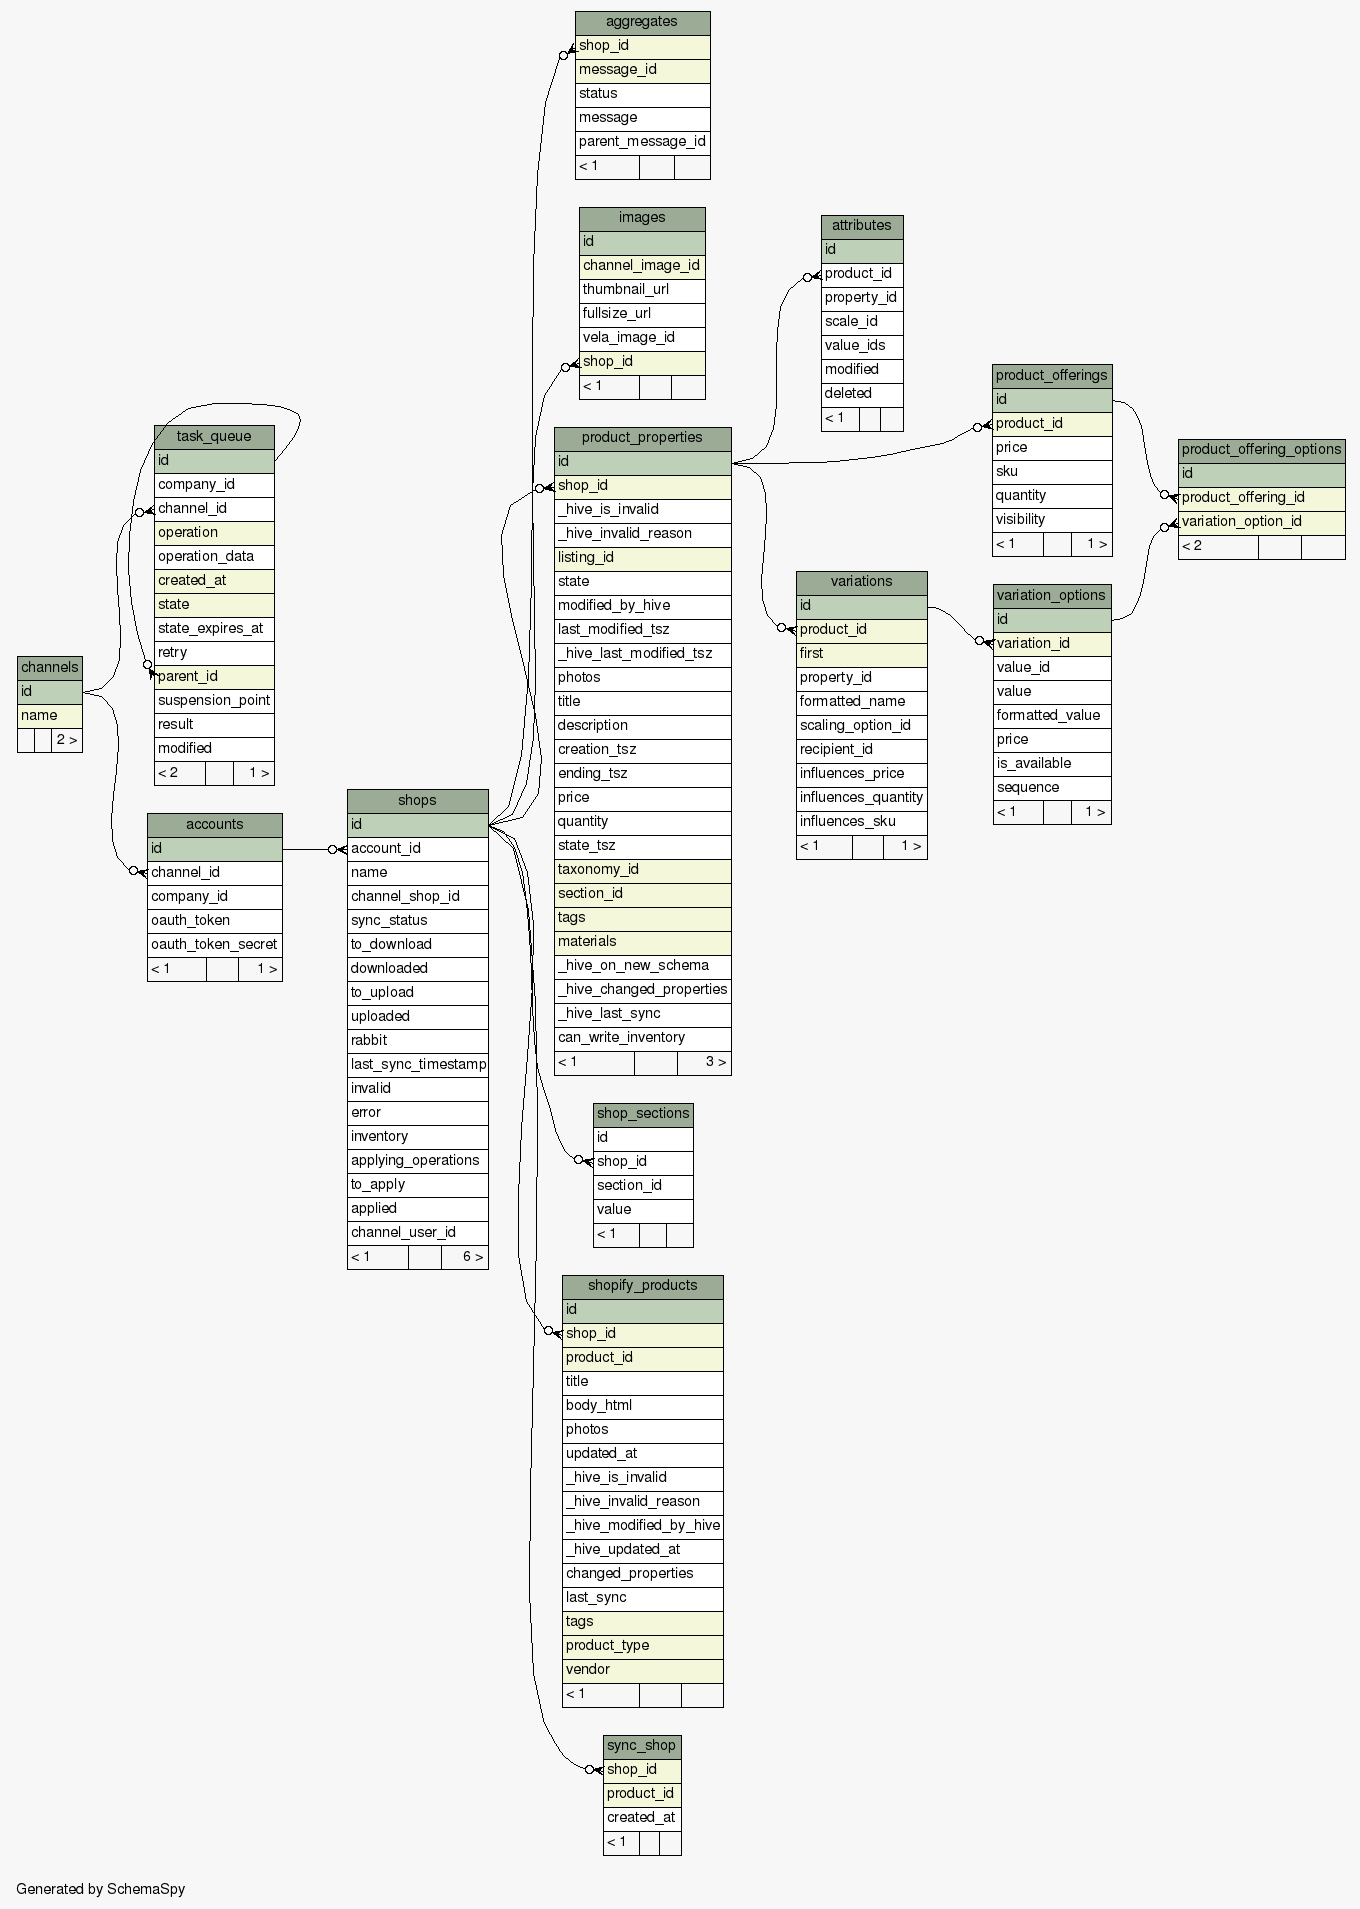 aggregates
shop_id
message_id
status
message
parent_message_id
< 1
images
id
channel_image_id
thumbnail_url
fullsize_url
vela_image_id
shop_id
< 1
attributes
id
product_id
property_id
scale_id
value_ids
modified
deleted
< 1
product_offerings
id
product_id
price
sku
quantity
visibility
< 1 1 >
product_offering_options
id
product_offering_id
variation_option_id
< 2
task_queue
id
company_id
channel_id
operation
operation_data
created_at
state
state_expires_at
retry
parent_id
suspension_point
result
modified
< 2 1 >
product_properties
id
shop_id
_hive_is_invalid
_hive_invalid_reason
listing_id
state
modified_by_hive
last_modified_tsz
_hive_last_modified_tsz
photos
title
description
creation_tsz
ending_tsz
price
quantity
state_tsz
taxonomy_id
section_id
tags
materials
_hive_on_new_schema
_hive_changed_properties
_hive_last_sync
can_write_inventory
< 1 3 >
variations
id
product_id
first
property_id
formatted_name
scaling_option_id
recipient_id
influences_price
influences_quantity
influences_sku
< 1 1 >
variation_options
id
variation_id
value_id
value
formatted_value
price
is_available
sequence
< 1 1 >
channels
id
name
2 >
accounts
id
channel_id
company_id
oauth_token
oauth_token_secret
< 1 1 >
shops
id
account_id
name
channel_shop_id
sync_status
to_download
downloaded
to_upload
uploaded
rabbit
last_sync_timestamp
invalid
error
inventory
applying_operations
to_apply
applied
channel_user_id
< 1 6 >
shop_sections
id
shop_id
section_id
value
< 1
shopify_products
id
shop_id
product_id
title
body_html
photos
updated_at
_hive_is_invalid
_hive_invalid_reason
_hive_modified_by_hive
_hive_updated_at
changed_properties
last_sync
tags
product_type
vendor
< 1
sync_shop
shop_id
product_id
created_at
< 1
Generated by SchemaSpy